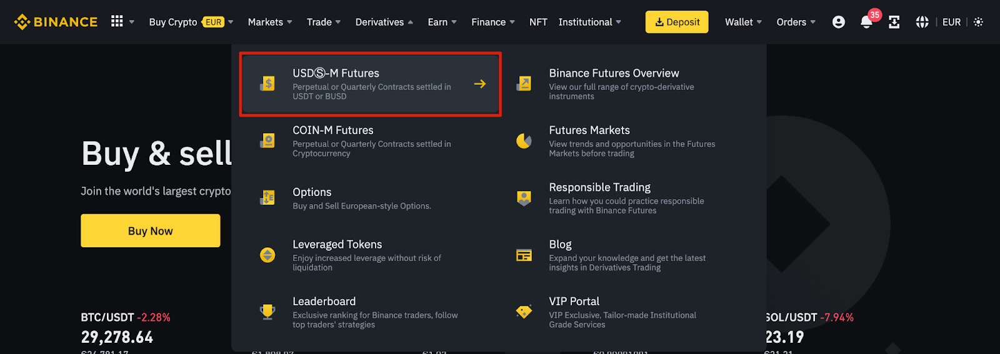 BINANCE
Buy Crypto EUR
Markets
Trade
Derivatives
Earn
Finance
NFT
Institutional
Deposit
Wallet
Orders
35
EUR
USDⓈ-M Futures
Perpetual or Quarterly Contracts settled in
USDT or BUSD
COIN-M Futures
Perpetual or Quarterly Contracts settled in
Cryptocurrency
Options
Buy and Sell European-style Options.
Leveraged Tokens
Enjoy increased leverage without risk of
liquidation
Leaderboard
Exclusive ranking for Binance traders, follow
top traders' strategies
Binance Futures Overview
View our full range of crypto-derivative
instruments
Futures Markets
View trends and opportunities in the Futures
Markets before trading
Responsible Trading
Learn how you could practice responsible
trading with Binance Futures
Blog
Expand your knowledge and get the latest
insights in Derivatives Trading
VIP Portal
VIP Exclusive, Tailor-made Institutional
Grade Services
Buy & sell
Join the world's largest crypto
Buy Now
BTC/USDT -2.28%
29,278.64
SOL/USDT -7.94%
23.19